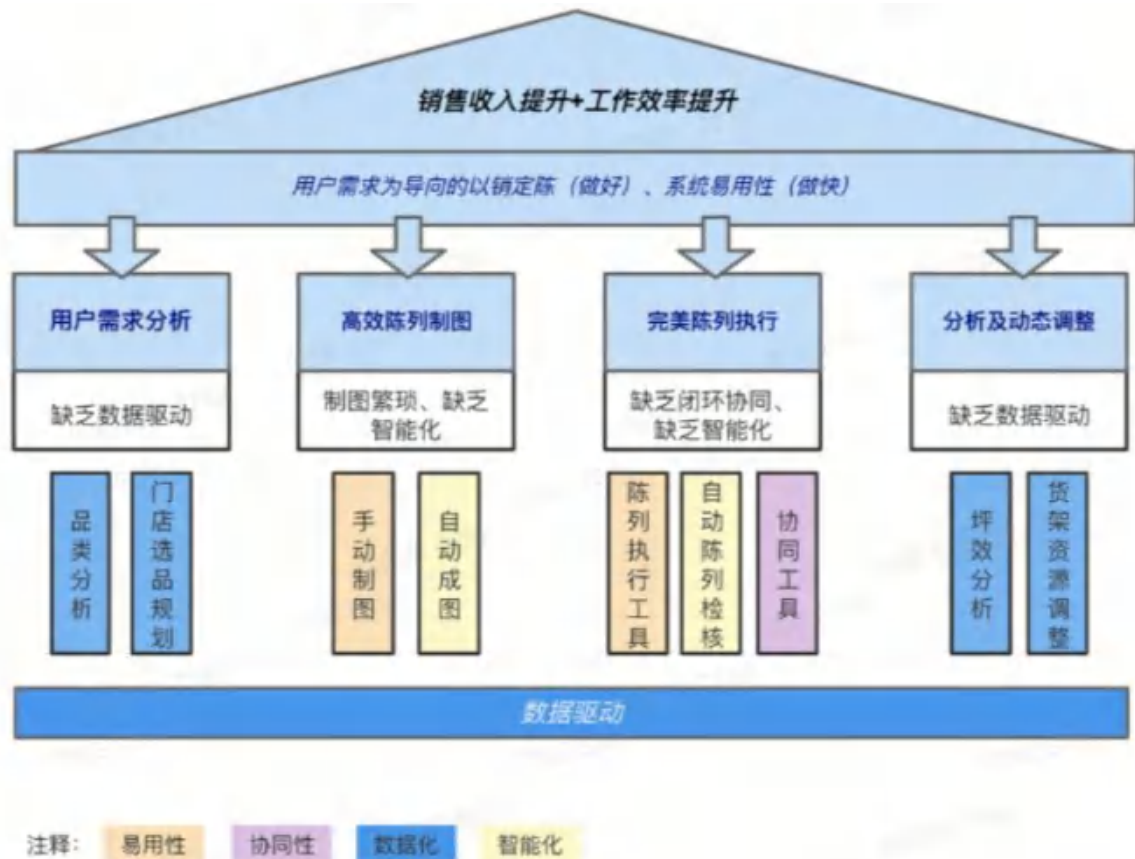 销售收入提升+工作效率提升
用户需求为导向的以销定陈（做好）、系统易用性（做快）
用户需求分析
高效陈列制图
完美陈列执行
分析及动态调整
缺乏数据驱动
制图繁琐、缺乏
智能化
缺乏闭环协同、
缺乏智能化
缺乏数据驱动
品类分析
门店选品规划
手动制图
自动成图
陈列执行工具
自动陈列检核
协同工具
坪效分析
货架资源调整
数据驱动
注释：
易用性
协同性
数据化
智能化